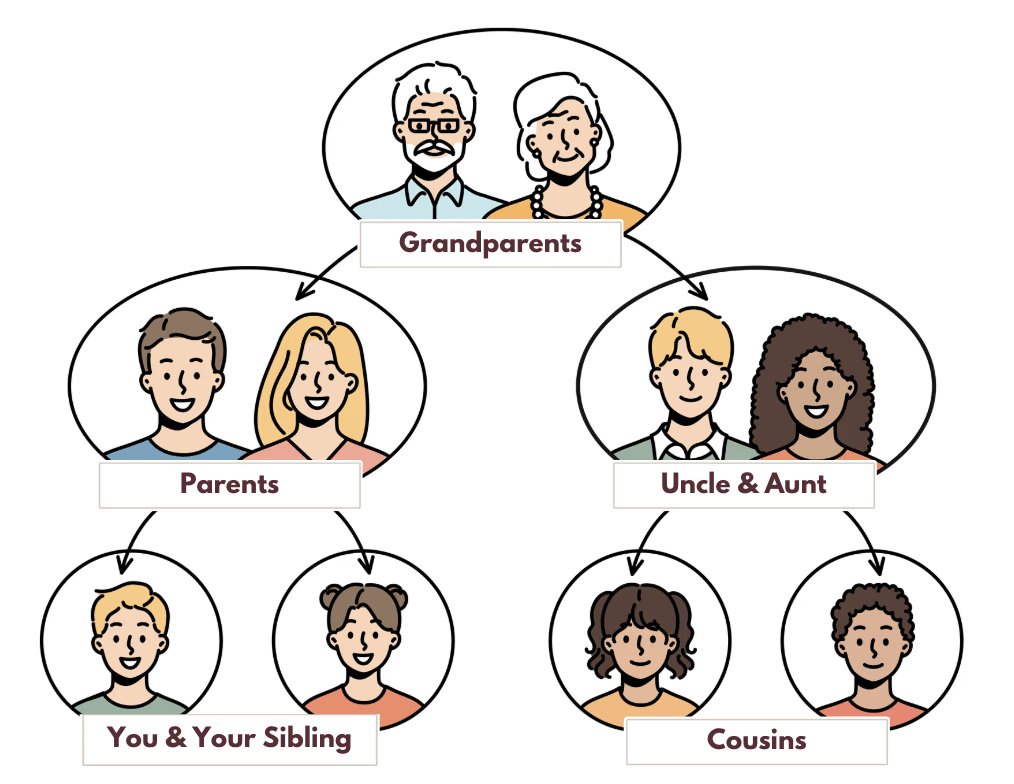 Grandparents
Parents
Uncle & Aunt
You & Your Sibling
Cousins